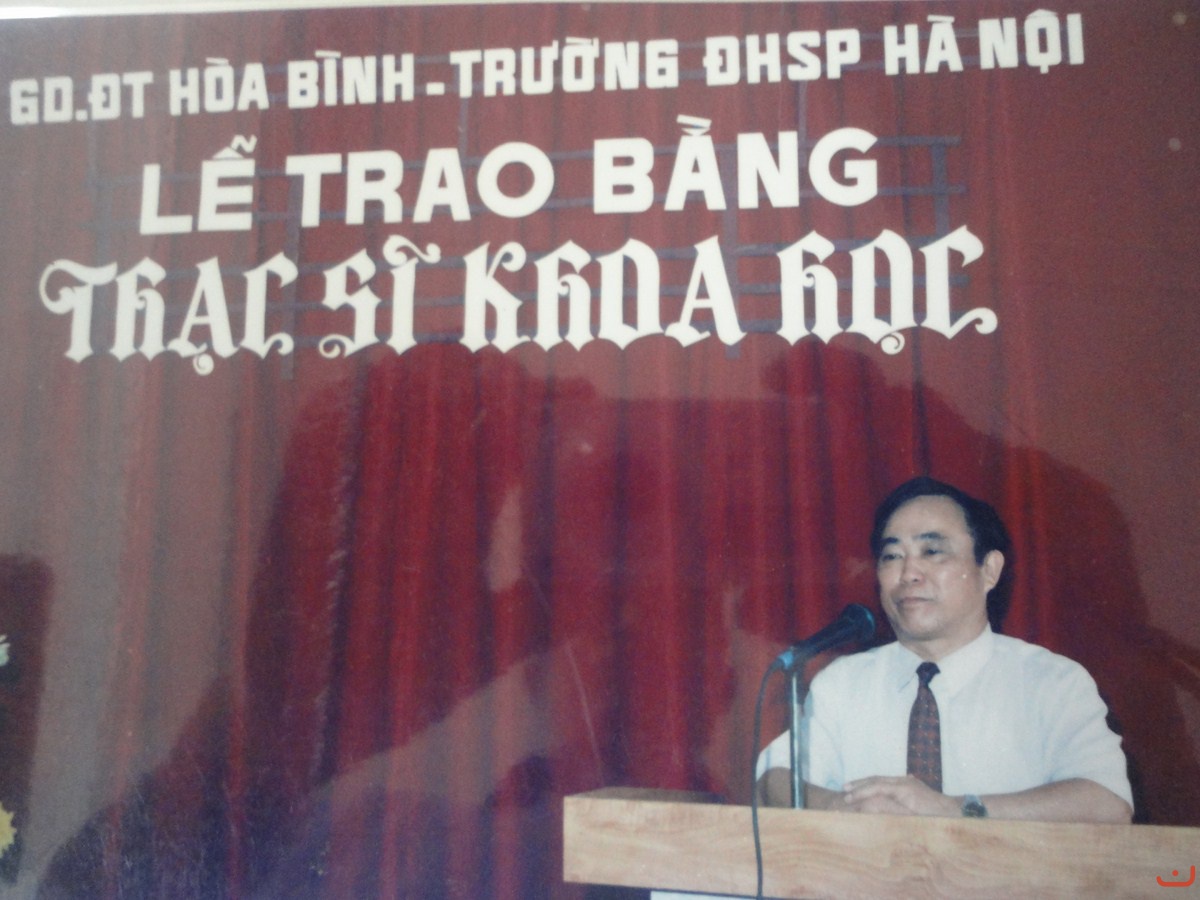 GD.ĐT HÒA BÌNH - TRƯỜNG ĐHSP HÀ NỘI
LỄ TRAO BẰNG
THẠC SĨ KHOA HỌC